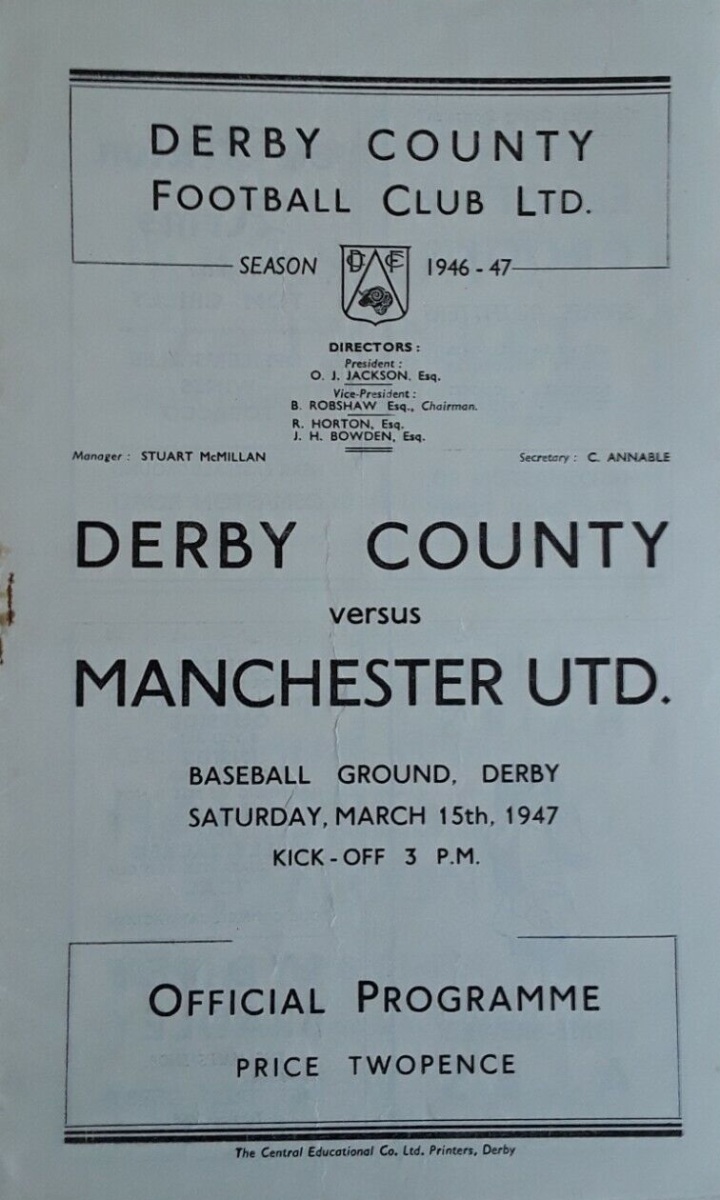 DERBY COUNTY
FOOTBALL CLUB LTD.
SEASON DCFC 1946 - 47
DIRECTORS :
President :
O. J. JACKSON, Esq.
Vice-President :
B. ROBSHAW Esq., Chairman.
R. HORTON, Esq.
J. H. BOWDEN, Esq.
Manager : STUART McMILLAN Secretary : C. ANNABLE
DERBY COUNTY
versus
MANCHESTER UTD.
BASEBALL GROUND, DERBY
SATURDAY, MARCH 15th, 1947
KICK - OFF 3 P.M.
OFFICIAL PROGRAMME
PRICE TWOPENCE
The Central Educational Co. Ltd. Printers, Derby